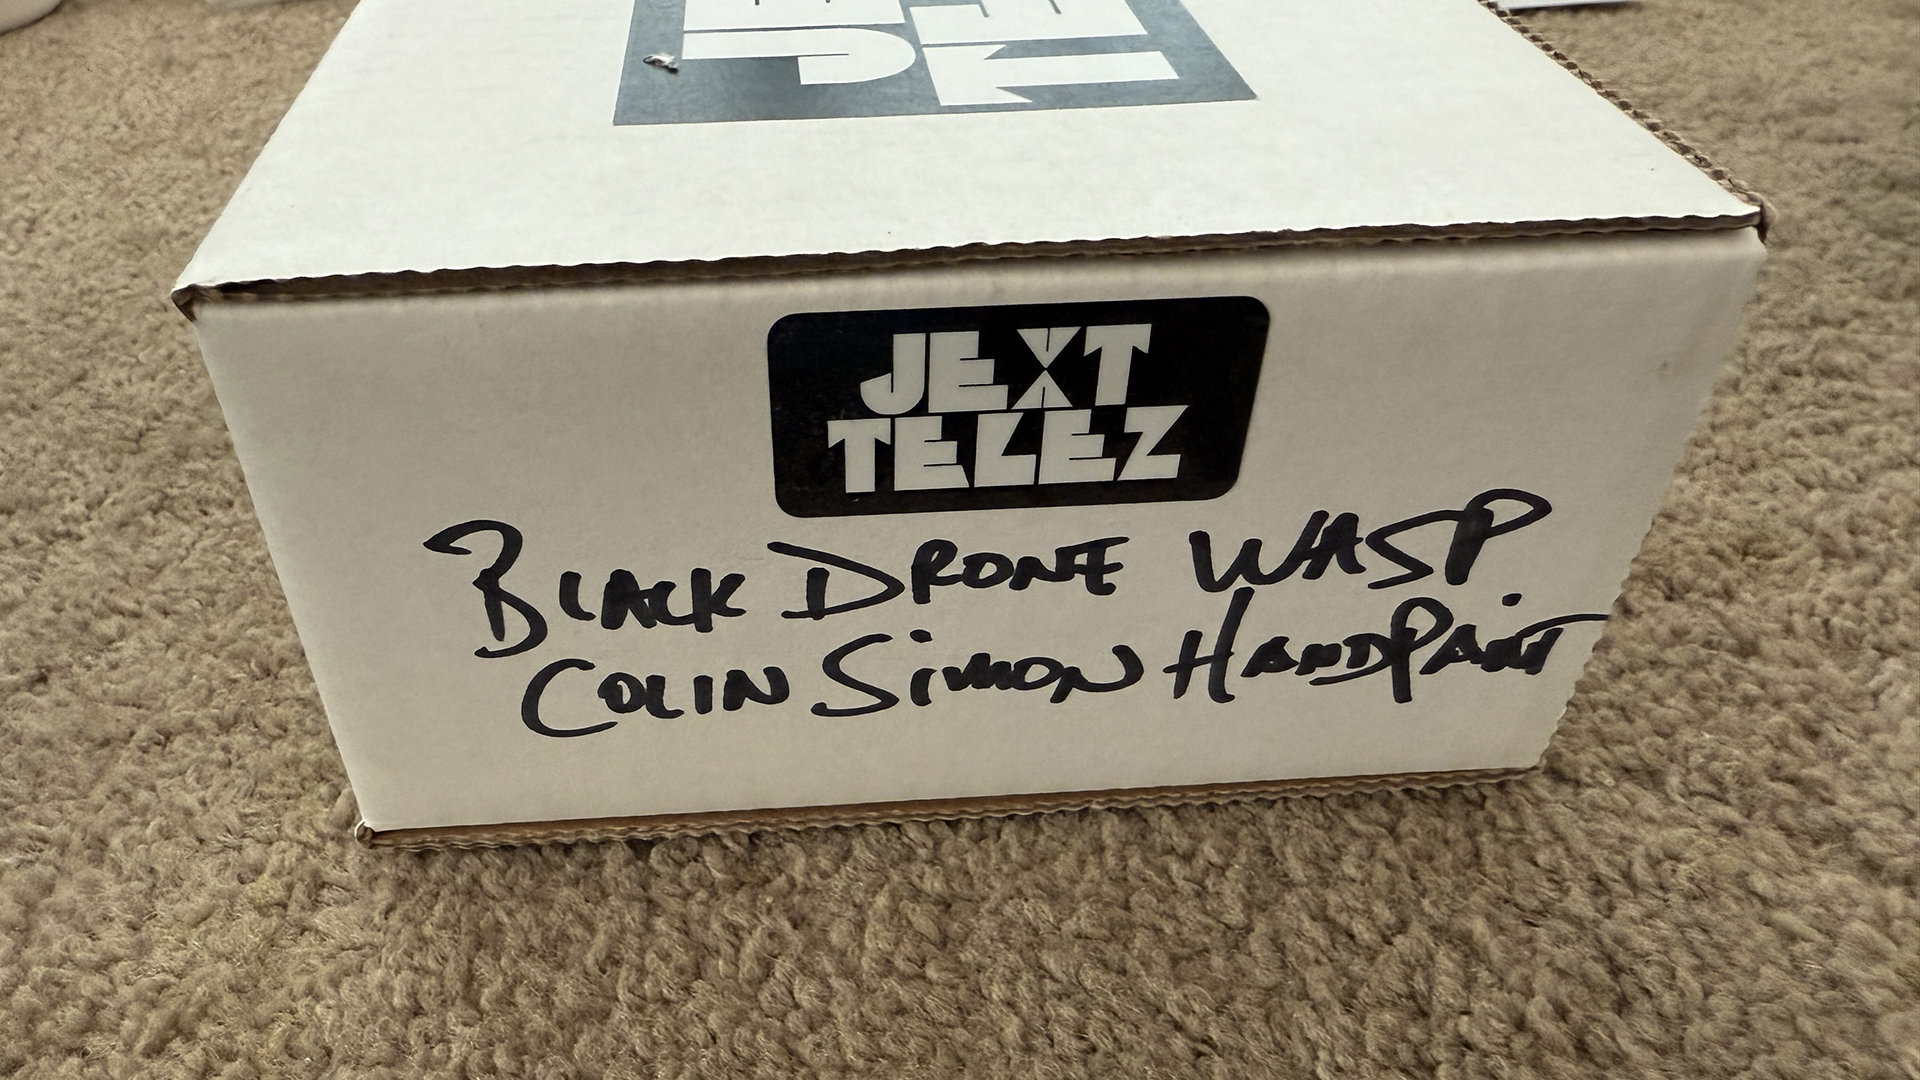 JEXT
TELEZ
BLACK DRONE WASP
COLIN SIMON HANDPAINT